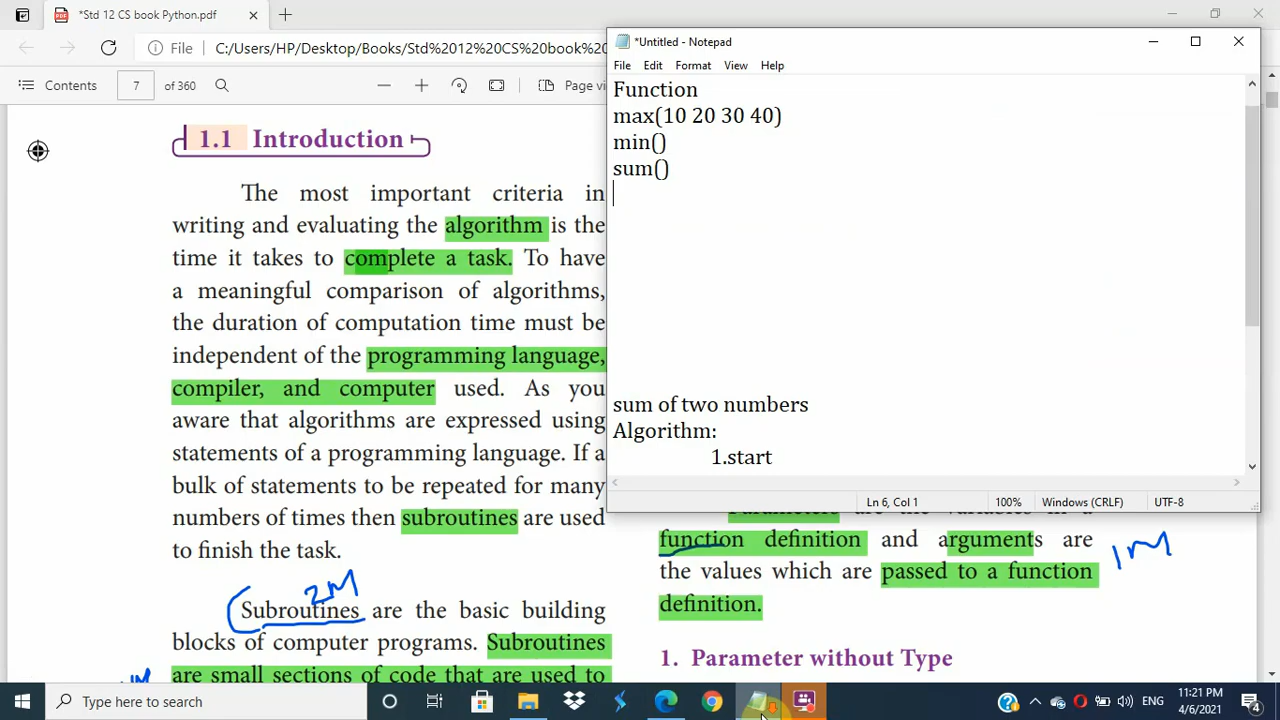 *Std 12 CS book Python.pdf
File
C:/Users/HP/Desktop/Books/Std%2012%20CS%20book%
Contents
7
of 360
Page vi
*Untitled - Notepad
File Edit Format View Help
Function
max(10 20 30 40)
min()
sum()
sum of two numbers
Algorithm:
1.start
Ln 6, Col 1
100%
Windows (CRLF)
UTF-8
1.1 Introduction
The most important criteria in
writing and evaluating the algorithm is the
time it takes to complete a task. To have
a meaningful comparison of algorithms,
the duration of computation time must be
independent of the programming language,
compiler, and computer used. As you
aware that algorithms are expressed using
statements of a programming language. If a
bulk of statements to be repeated for many
numbers of times then subroutines are used
to finish the task.
2M
Subroutines are the basic building
blocks of computer programs. Subroutines
are small sections of code that are used to
Parameters are the variables in a
function definition and arguments are
the values which are passed to a function
definition.
1M
1. Parameter without Type
Type here to search
ENG
11:21 PM
4/6/2021
4